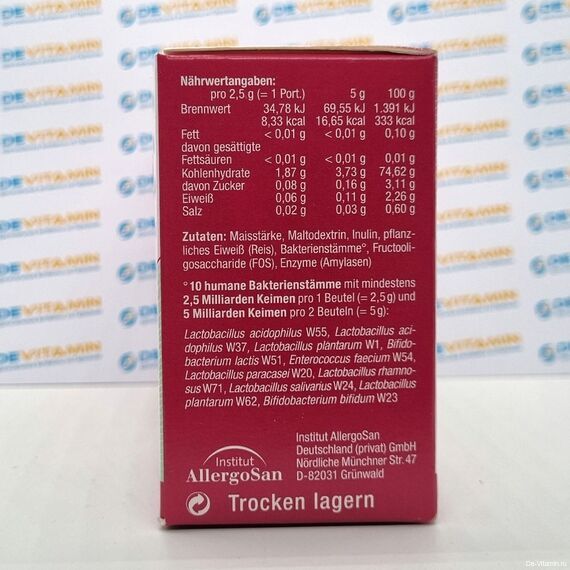 DEVITAMIN
Nährwertangaben:
pro 2,5 g (= 1 Port.) 5 g 100 g
Brennwert 34,78 kJ 69,55 kJ 1.391 kJ
8,33 kcal 16,65 kcal 333 kcal
Fett < 0,01 g < 0,01 g 0,10 g
davon gesättigte
Fettsäuren < 0,01 g < 0,01 g 0,01 g
Kohlenhydrate 1,87 g 3,73 g 74,62 g
davon Zucker 0,08 g 0,16 g 3,11 g
Eiweiß 0,06 g 0,11 g 2,26 g
Salz 0,02 g 0,03 g 0,60 g
Zutaten: Maisstärke, Maltodextrin, Inulin, pflanz-
liches Eiweiß (Reis), Bakterienstämme°, Fructooli-
gosaccharide (FOS), Enzyme (Amylasen)
°10 humane Bakterienstämme mit mindestens
2,5 Milliarden Keimen pro 1 Beutel (= 2,5 g) und
5 Milliarden Keimen pro 2 Beuteln (= 5 g):
Lactobacillus acidophilus W55, Lactobacillus aci-
dophilus W37, Lactobacillus plantarum W1, Bifido-
bacterium lactis W51, Enterococcus faecium W54,
Lactobacillus paracasei W20, Lactobacillus rhamno-
sus W71, Lactobacillus salivarius W24, Lactobacillus
plantarum W62, Bifidobacterium bifidum W23
Institut
AllergoSan
Institut AllergoSan
Deutschland (privat) GmbH
Nördliche Münchner Str. 47
D-82031 Grünwald
Trocken lagern
De-Vitamin.ru